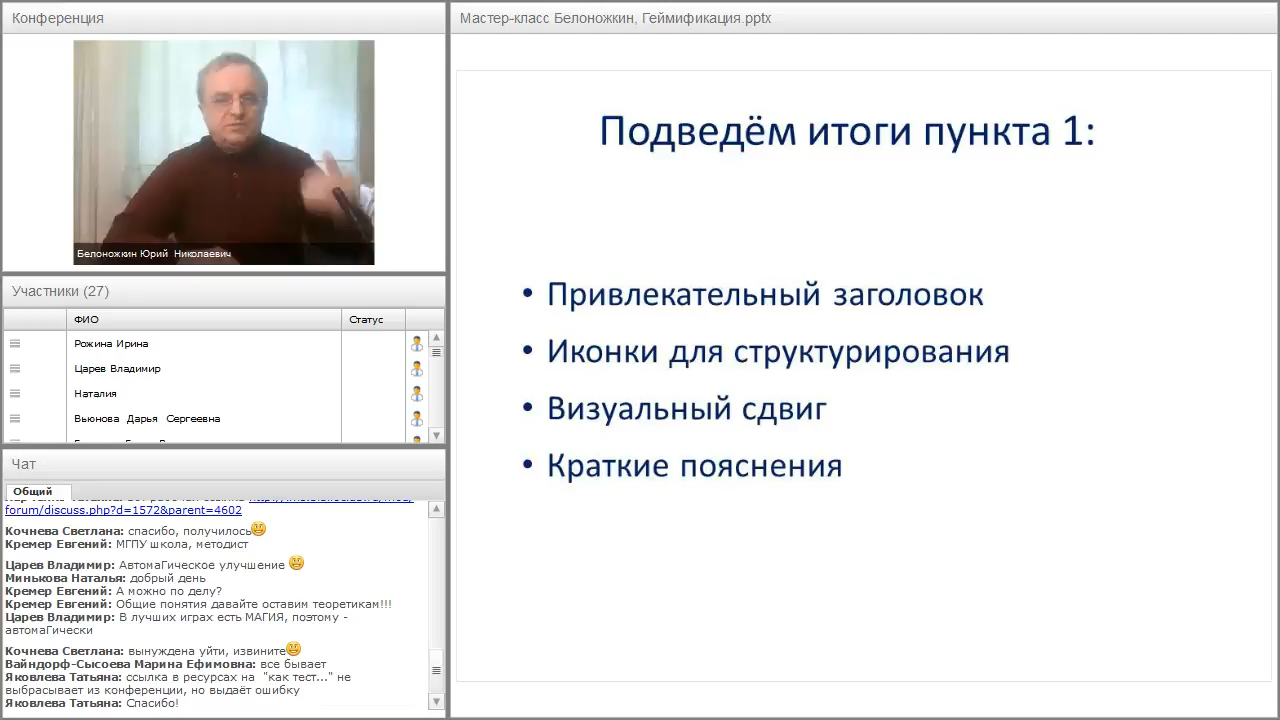 Конференция
Белоножкин Юрий Николаевич
Участники (27)
ФИО
Статус
Рожина Ирина
Царев Владимир
Наталия
Вьюнова Дарья Сергеевна
Чат
Общий
forum/discuss.php?d=1572&parent=4602
Кочнева Светлана: спасибо, получилось
Кремер Евгений: МГПУ школа, методист
Царев Владимир: АвтомаГическое улучшение
Минькова Наталья: добрый день
Кремер Евгений: А можно по делу?
Кремер Евгений: Общие понятия давайте оставим теоретикам!!!
Царев Владимир: В лучших играх есть МАГИЯ, поэтому -
автомаГически
Кочнева Светлана: вынуждена уйти, извините
Вайндорф-Сысоева Марина Ефимовна: все бывает
Яковлева Татьяна: ссылка в ресурсах на "как тест..." не
выбрасывает из конференции, но выдаёт ошибку
Яковлева Татьяна: Спасибо!
Мастер-класс Белоножкин, Геймификация.pptx
Подведём итоги пункта 1:
• Привлекательный заголовок
• Иконки для структурирования
• Визуальный сдвиг
• Краткие пояснения